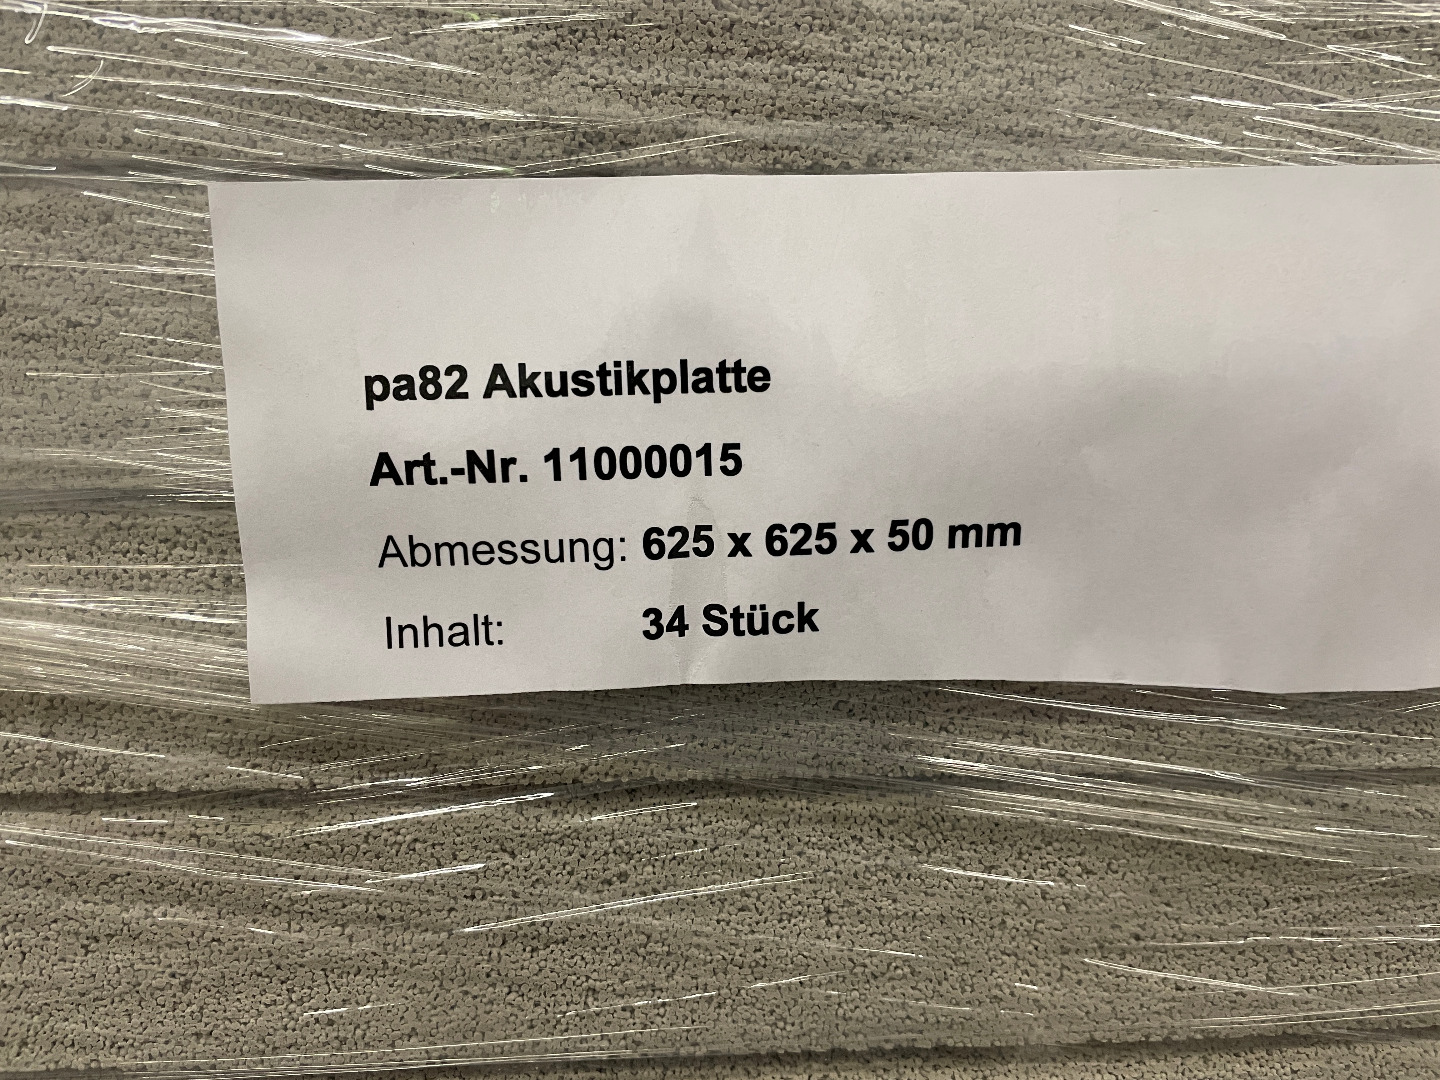 pa82 Akustikplatte
Art.-Nr. 11000015
Abmessung: 625 x 625 x 50 mm
Inhalt: 34 Stück